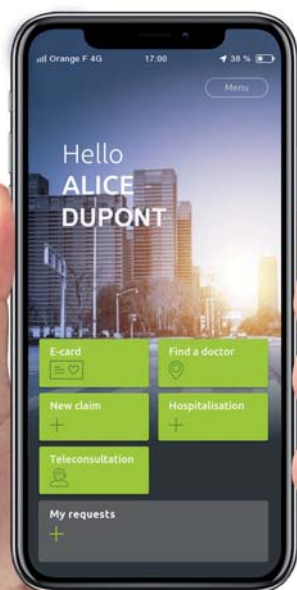 Orange F 4G 17:00 38 %
Menu
Hello
ALICE
DUPONT
E-card Find a doctor
New claim Hospitalisation
Teleconsultation
My requests